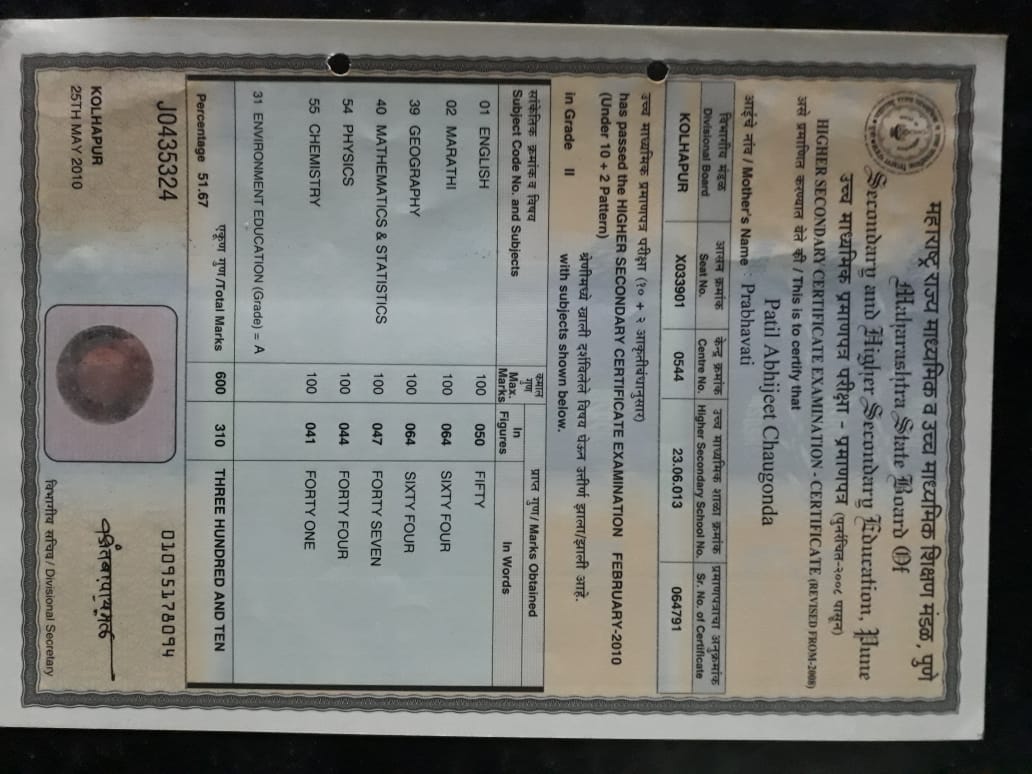 महाराष्ट्र राज्य माध्यमिक व उच्च माध्यमिक शिक्षण मंडळ, पुणे
Maharashtra State Board Of
Secondary and Higher Secondary Education, Pune
उच्च माध्यमिक प्रमाणपत्र परीक्षा - प्रमाणपत्र (पुनर्रचित-२००८ पासून)
HIGHER SECONDARY CERTIFICATE EXAMINATION - CERTIFICATE (REVISED FROM-2008)
असे प्रमाणित करण्यात येते की / This is to certify that
Patil Abhijeet Chaugonda
आईचे नांव / Mother's Name Prabhavati
विभागीय मंडळ आसन क्रमांक केन्द्र क्रमांक उच्च माध्यमिक शाळा क्रमांक प्रमाणपत्राचा अनुक्रमांक
Divisional Board Seat No. Centre No. Higher Secondary School No. Sr. No. of Certificate
KOLHAPUR X033901 0544 23.06.013 064791
उच्च माध्यमिक प्रमाणपत्र परीक्षा (१० + २ आकृतीबंधानुसार)
has passed the HIGHER SECONDARY CERTIFICATE EXAMINATION FEBRUARY-2010
(Under 10 + 2 Pattern)
श्रेणीमध्ये खाली दर्शविलेले विषय घेऊन उत्तीर्ण झाला/झाली आहे.
in Grade II with subjects shown below.
सांकेतिक क्रमांक व विषय कमाल गुण प्राप्त गुण / Marks Obtained
Subject Code No. and Subjects Max. Marks In Figures In Words
01 ENGLISH 100 050 FIFTY
02 MARATHI 100 064 SIXTY FOUR
39 GEOGRAPHY 100 064 SIXTY FOUR
40 MATHEMATICS & STATISTICS 100 047 FORTY SEVEN
54 PHYSICS 100 044 FORTY FOUR
55 CHEMISTRY 100 041 FORTY ONE
31 ENVIRONMENT EDUCATION (Grade) = A
Percentage 51.67 एकूण गुण /Total Marks 600 310 THREE HUNDRED AND TEN
J0435324 01095178094
KOLHAPUR
25TH MAY 2010
विभागीय सचिव / Divisional Secretary